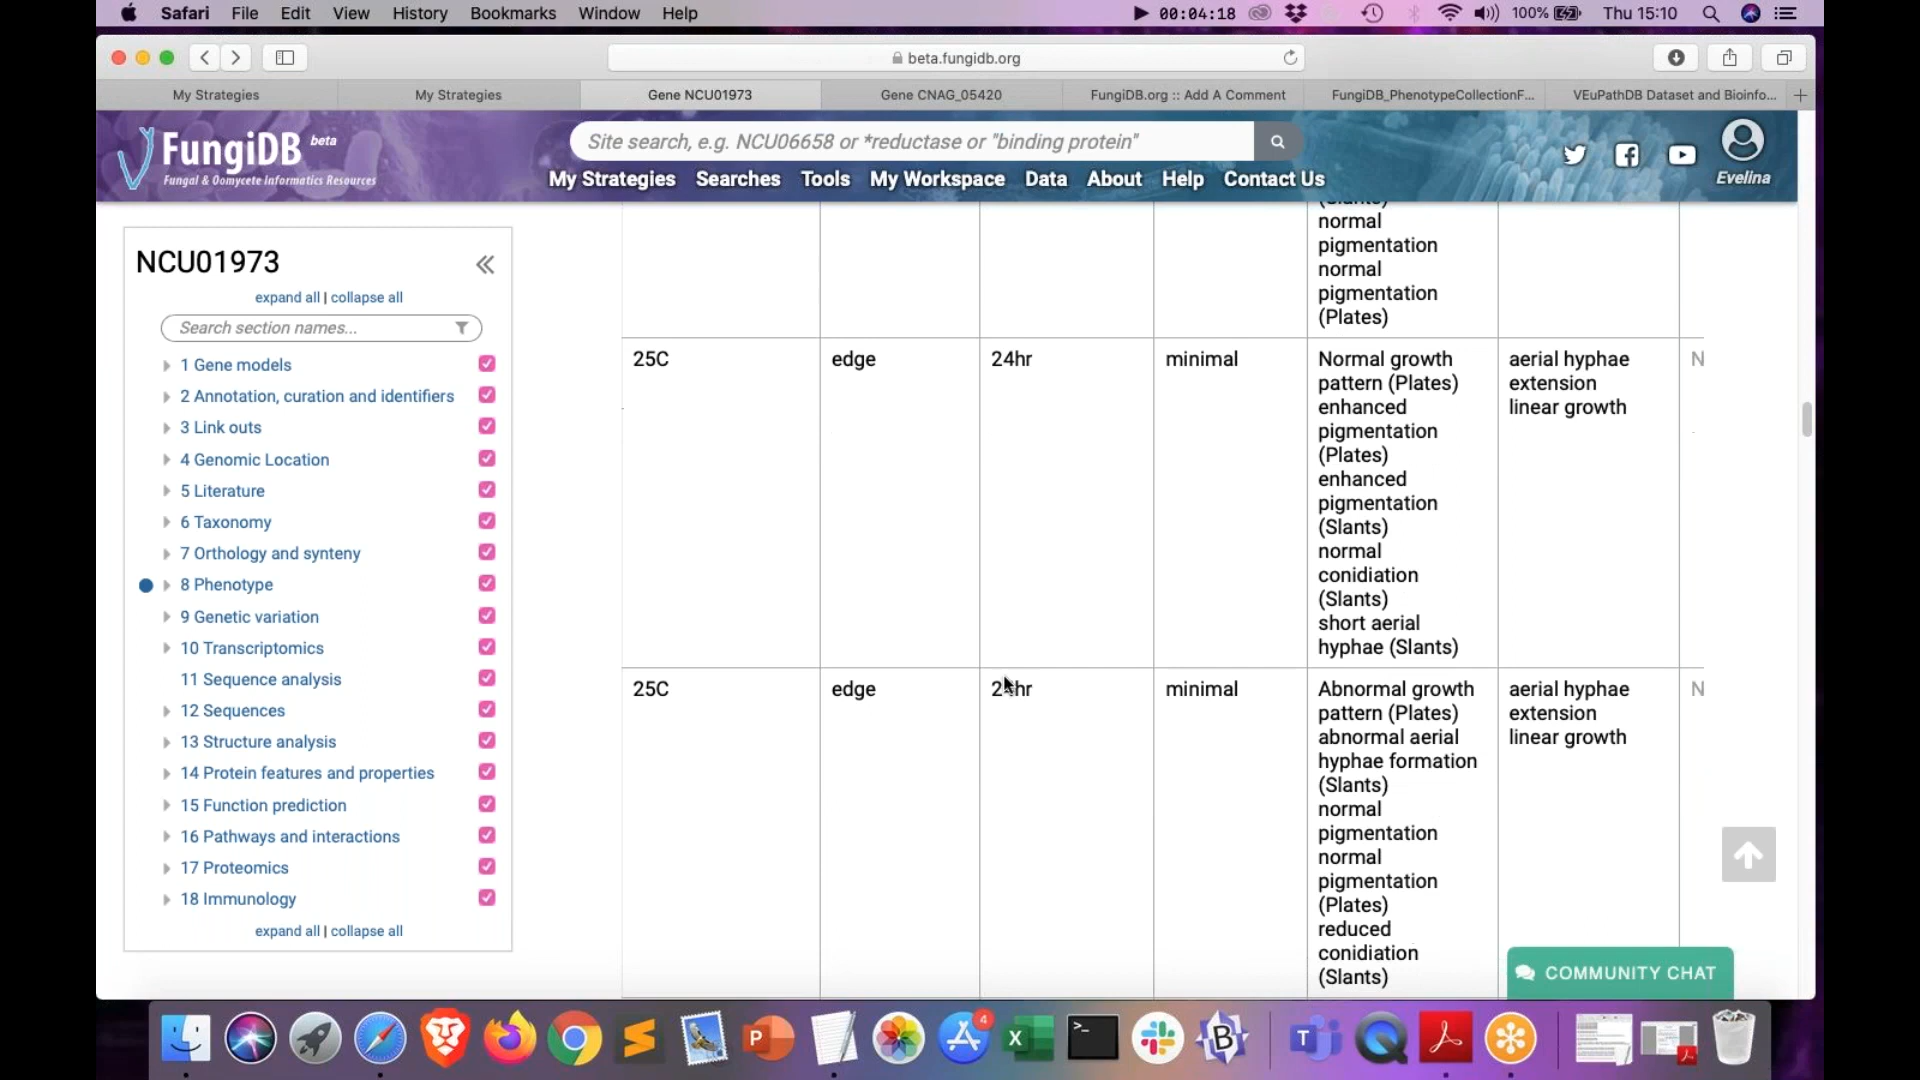 Safari File Edit View History Bookmarks Window Help 00:04:18 100% Thu 15:10
beta.fungidb.org
My Strategies My Strategies Gene NCU01973 Gene CNAG_05420 FungiDB.org :: Add A Comment FungiDB_PhenotypeCollectionF... VEuPathDB Dataset and Bioinfo...
FungiDB beta
Fungal & Oomycete Informatics Resources
Site search, e.g. NCU06658 or *reductase or "binding protein"
My Strategies Searches Tools My Workspace Data About Help Contact Us
Evelina
NCU01973
expand all | collapse all
Search section names...
1 Gene models
2 Annotation, curation and identifiers
3 Link outs
4 Genomic Location
5 Literature
6 Taxonomy
7 Orthology and synteny
8 Phenotype
9 Genetic variation
10 Transcriptomics
11 Sequence analysis
12 Sequences
13 Structure analysis
14 Protein features and properties
15 Function prediction
16 Pathways and interactions
17 Proteomics
18 Immunology
expand all | collapse all
(Slants)
normal
pigmentation
normal
pigmentation
(Plates)
25C edge 24hr minimal
Normal growth
pattern (Plates)
enhanced
pigmentation
(Plates)
enhanced
pigmentation
(Slants)
normal
conidiation
(Slants)
short aerial
hyphae (Slants)
aerial hyphae
extension
linear growth
N
25C edge minimal
Abnormal growth
pattern (Plates)
abnormal aerial
hyphae formation
(Slants)
normal
pigmentation
normal
pigmentation
(Plates)
reduced
conidiation
(Slants)
aerial hyphae
extension
linear growth
N
COMMUNITY CHAT
4